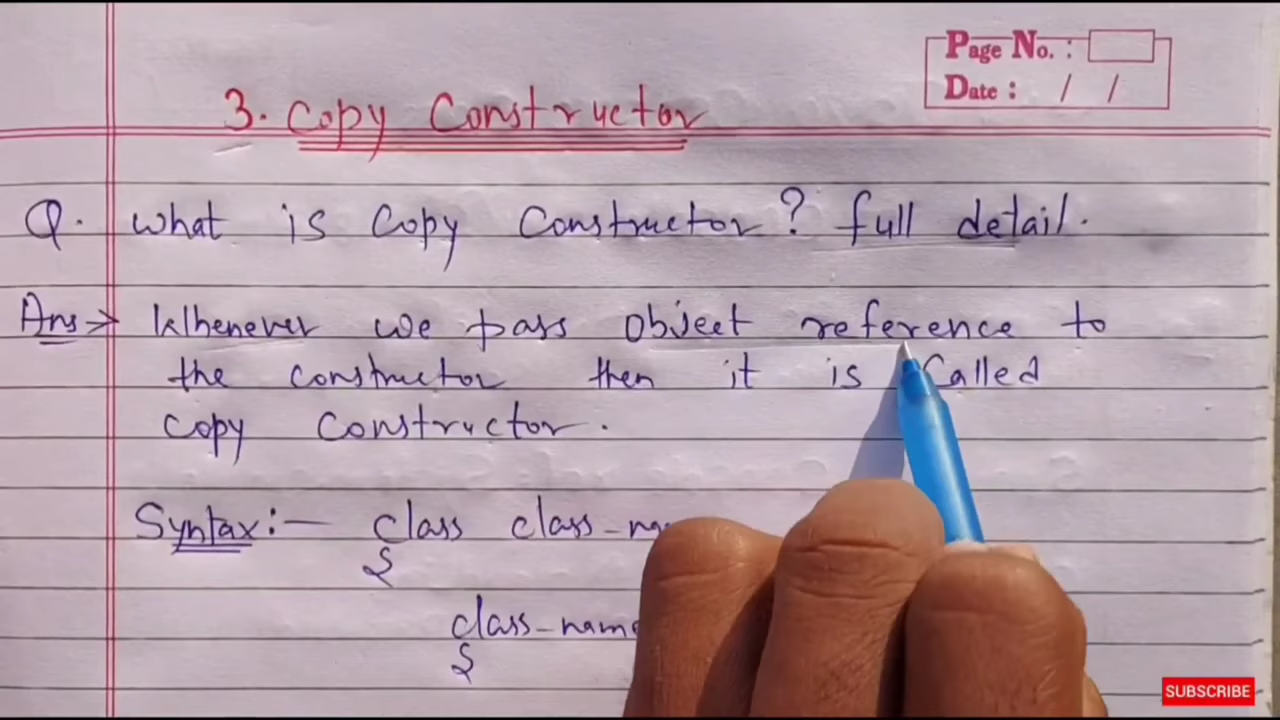 Page No. :
Date : / /
3. Copy Constructor
Q. What is Copy Constructor? full detail.
Ans > Whenever we pass object reference to
the constructor then it is called
copy constructor.
Syntax :- class
{
class-name
{
SUBSCRIBE